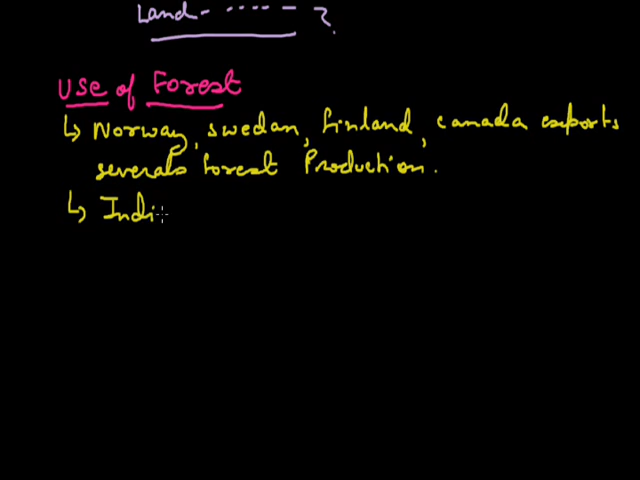 Land- ..... - ?
Use of Forest
↳ Norway, swedan, finland, canada exports
severals forest Production.
↳ Indi